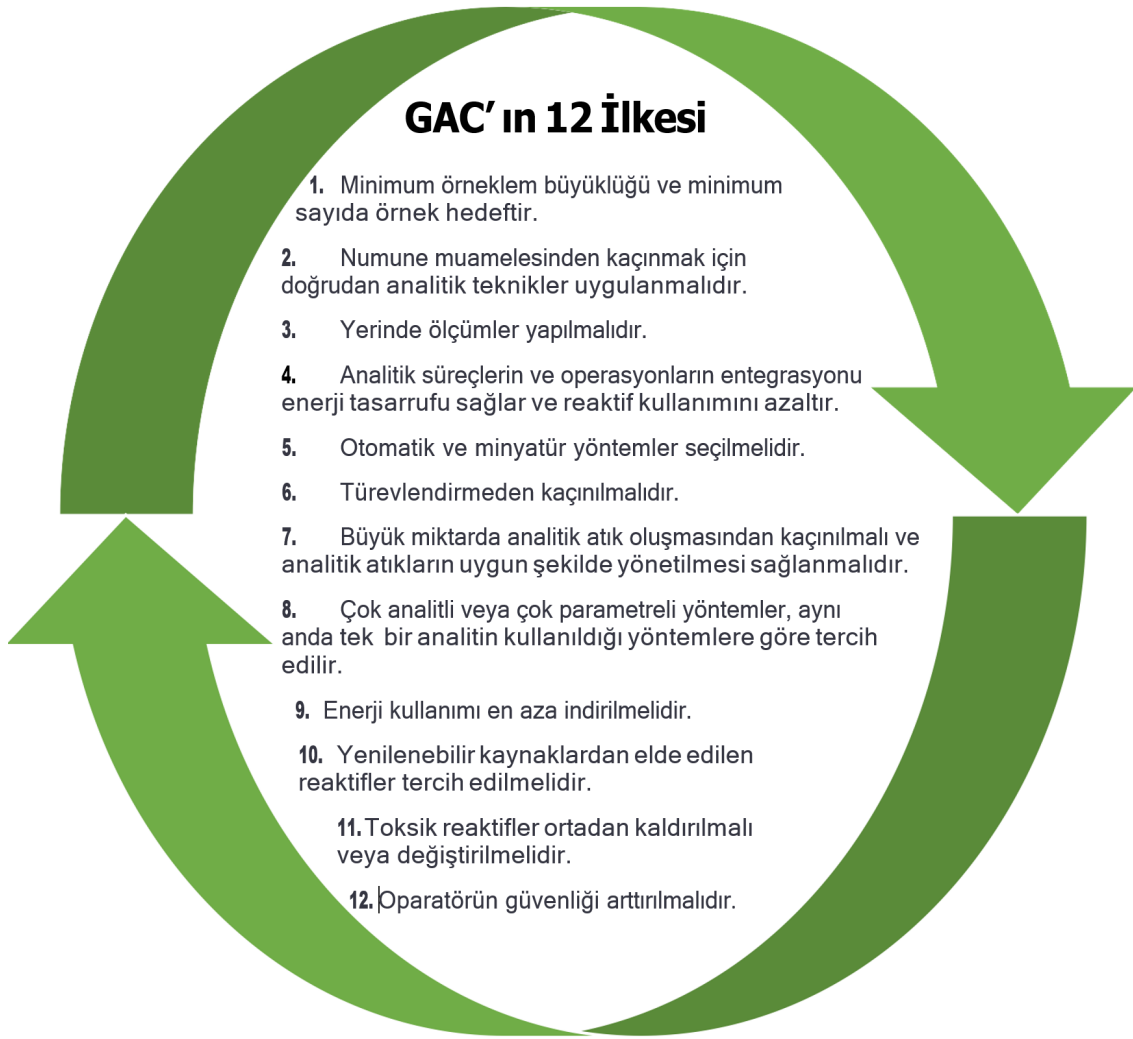 GAC’ ın 12 İlkesi
1. Minimum örneklem büyüklüğü ve minimum
sayıda örnek hedeftir.
2. Numune muamelesinden kaçınmak için
doğrudan analitik teknikler uygulanmalıdır.
3. Yerinde ölçümler yapılmalıdır.
4. Analitik süreçlerin ve operasyonların entegrasyonu
enerji tasarrufu sağlar ve reaktif kullanımını azaltır.
5. Otomatik ve minyatür yöntemler seçilmelidir.
6. Türevlendirmeden kaçınılmalıdır.
7. Büyük miktarda analitik atık oluşmasından kaçınılmalı ve
analitik atıkların uygun şekilde yönetilmesi sağlanmalıdır.
8. Çok analitli veya çok parametreli yöntemler, aynı
anda tek bir analitin kullanıldığı yöntemlere göre tercih
edilir.
9. Enerji kullanımı en aza indirilmelidir.
10. Yenilenebilir kaynaklardan elde edilen
reaktifler tercih edilmelidir.
11. Toksik reaktifler ortadan kaldırılmalı
veya değiştirilmelidir.
12. Oparatörün güvenliği arttırılmalıdır.